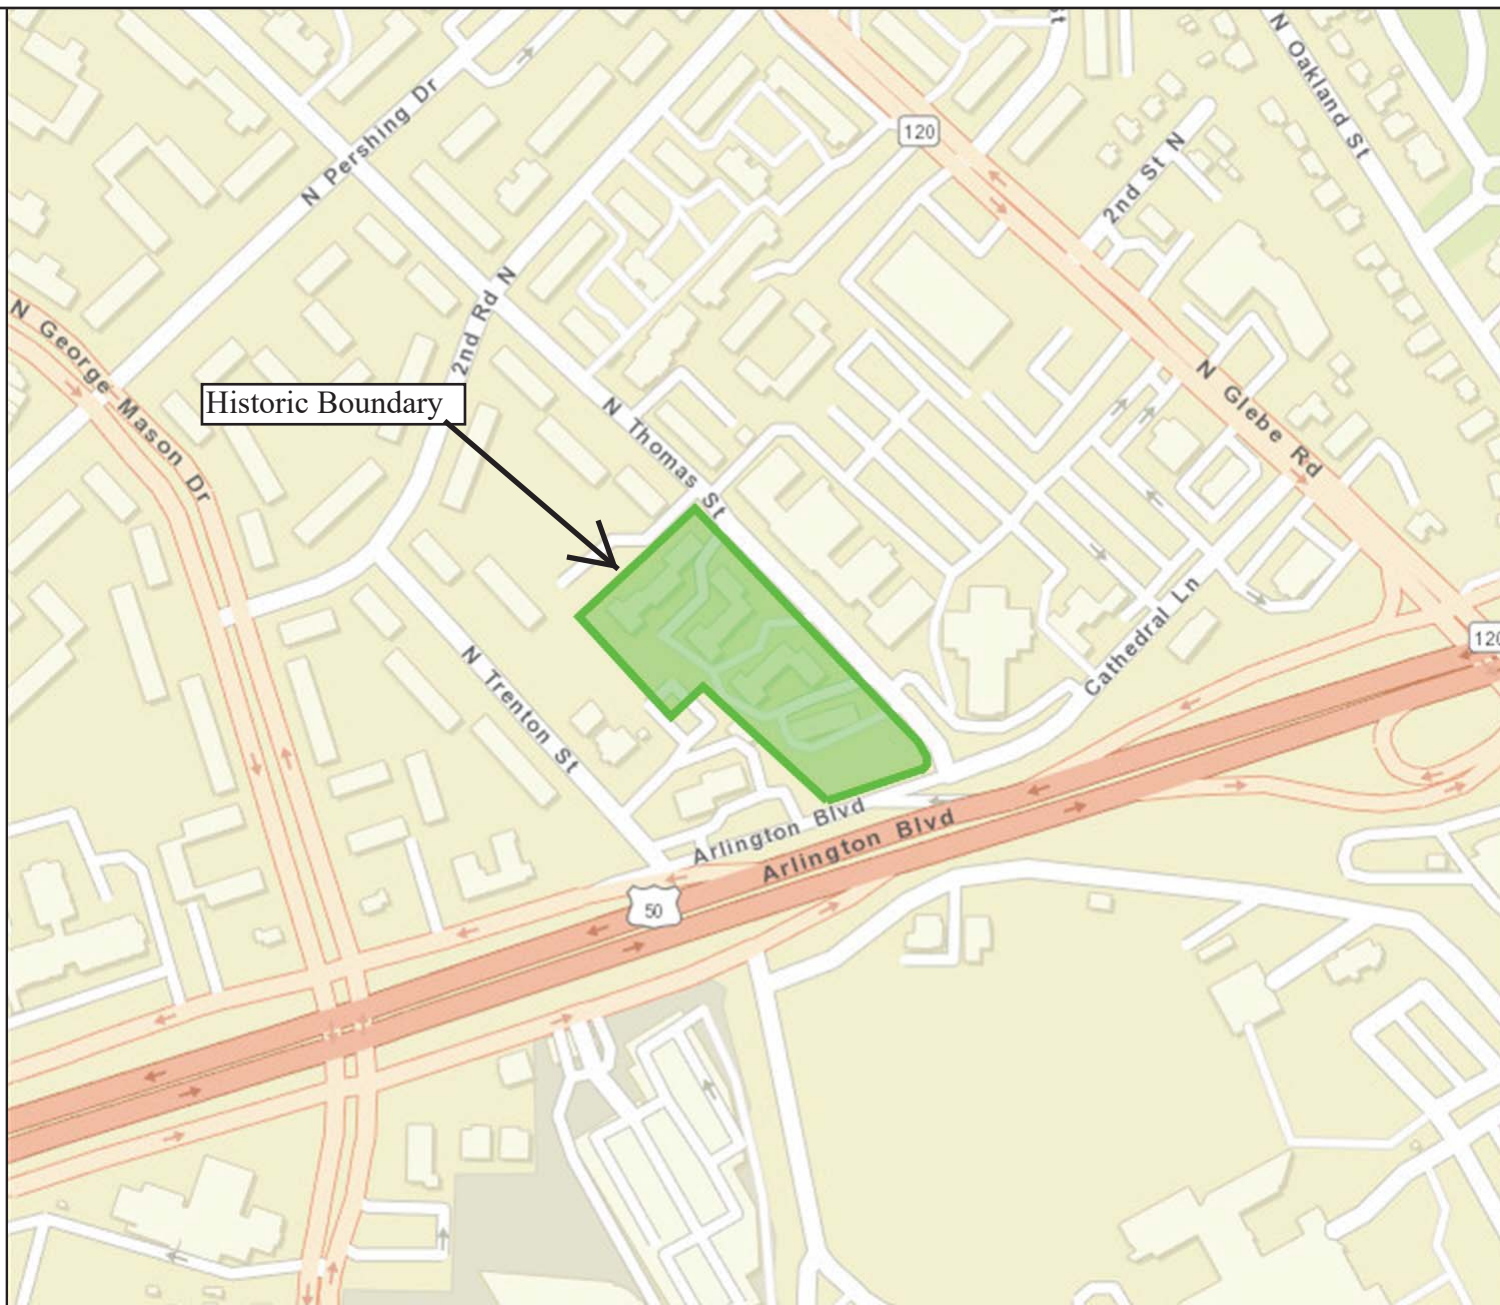 St
N Oakland St
N Pershing Dr
120
2nd St N
2nd Rd N
N George Mason Dr
Historic Boundary
N Glebe Rd
N Thomas St
Cathedral Ln
120
N Trenton St
Arlington Blvd
Arlington Blvd
50